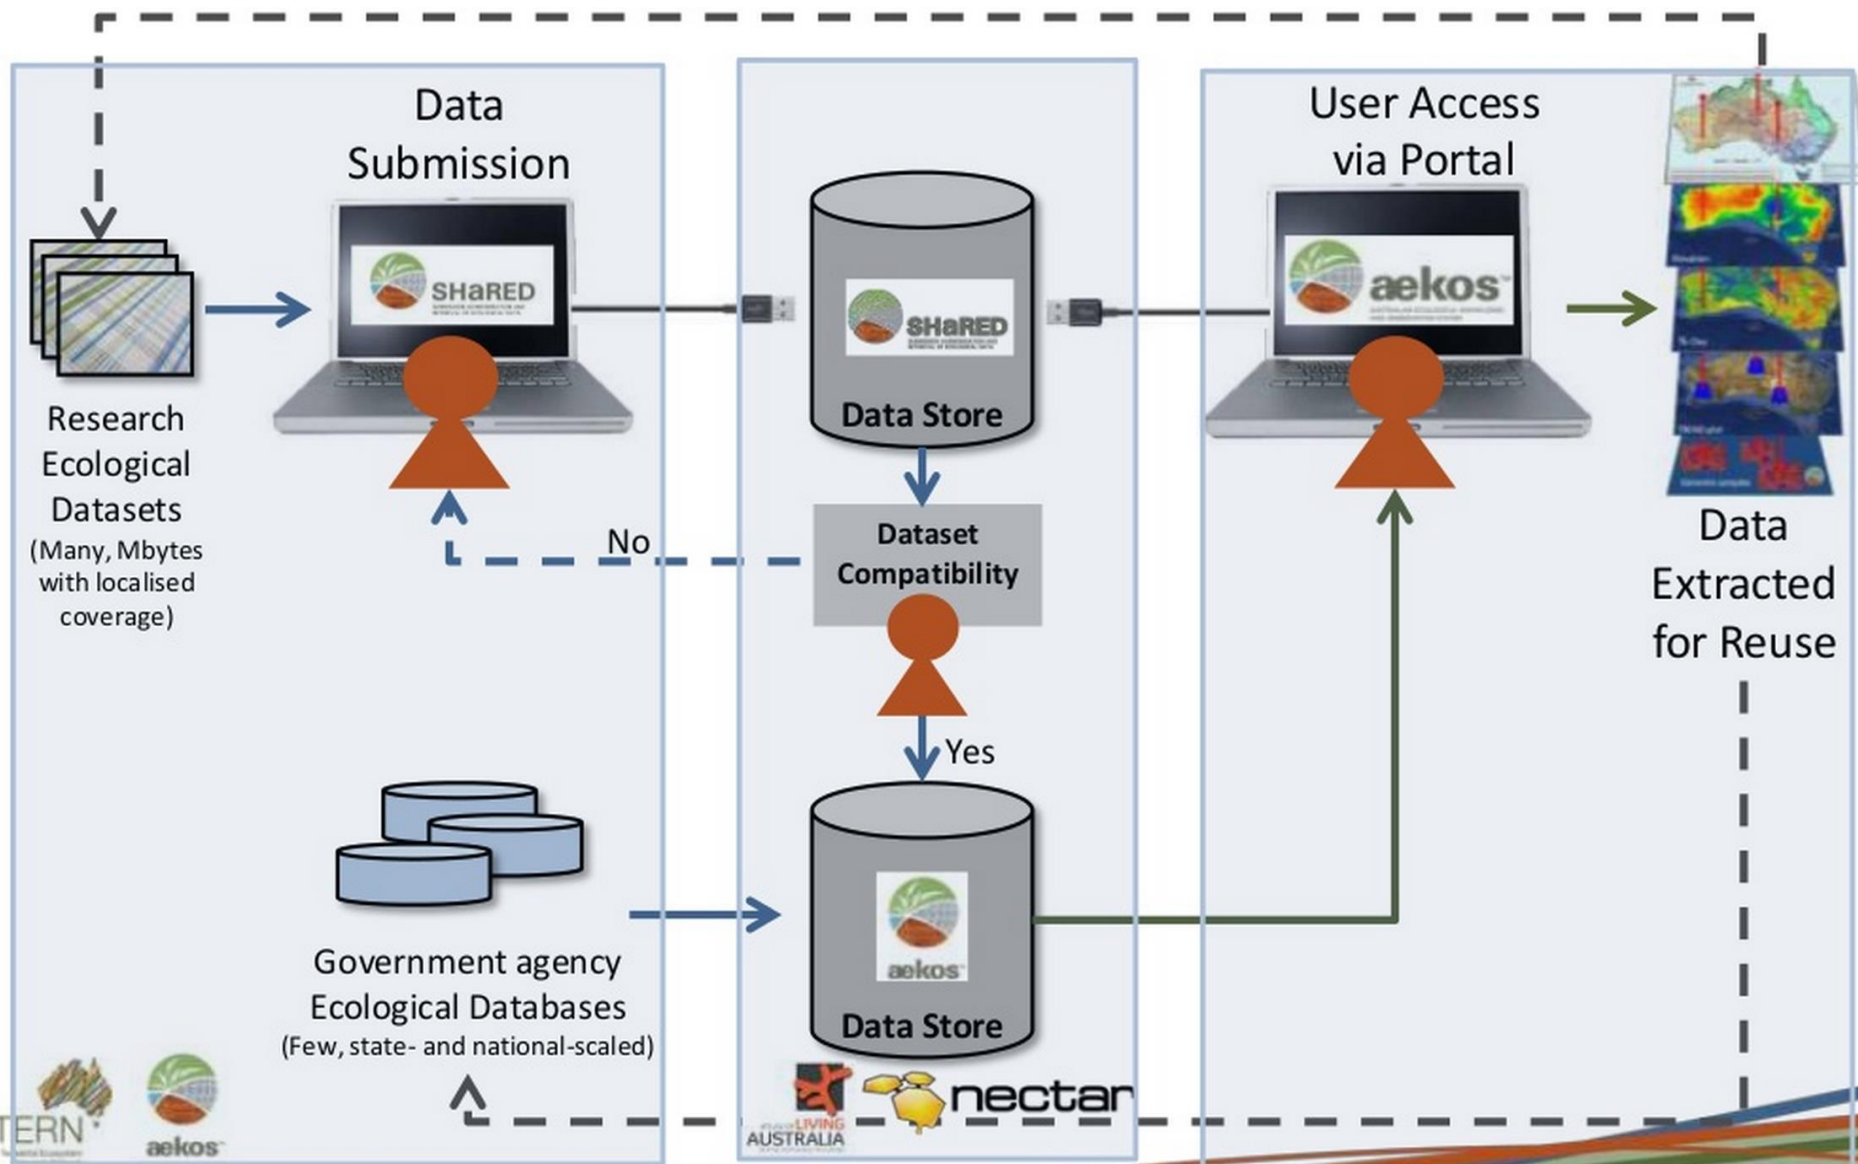 Data
Submission
SHaRED
Research
Ecological
Datasets
(Many, Mbytes
with localised
coverage)
No
Government agency
Ecological Databases
(Few, state- and national-scaled)
TERN
aekos
SHaRED
Data Store
Dataset
Compatibility
Yes
aekos
Data Store
LIVING
AUSTRALIA
nectar
User Access
via Portal
aekos™
Data
Extracted
for Reuse